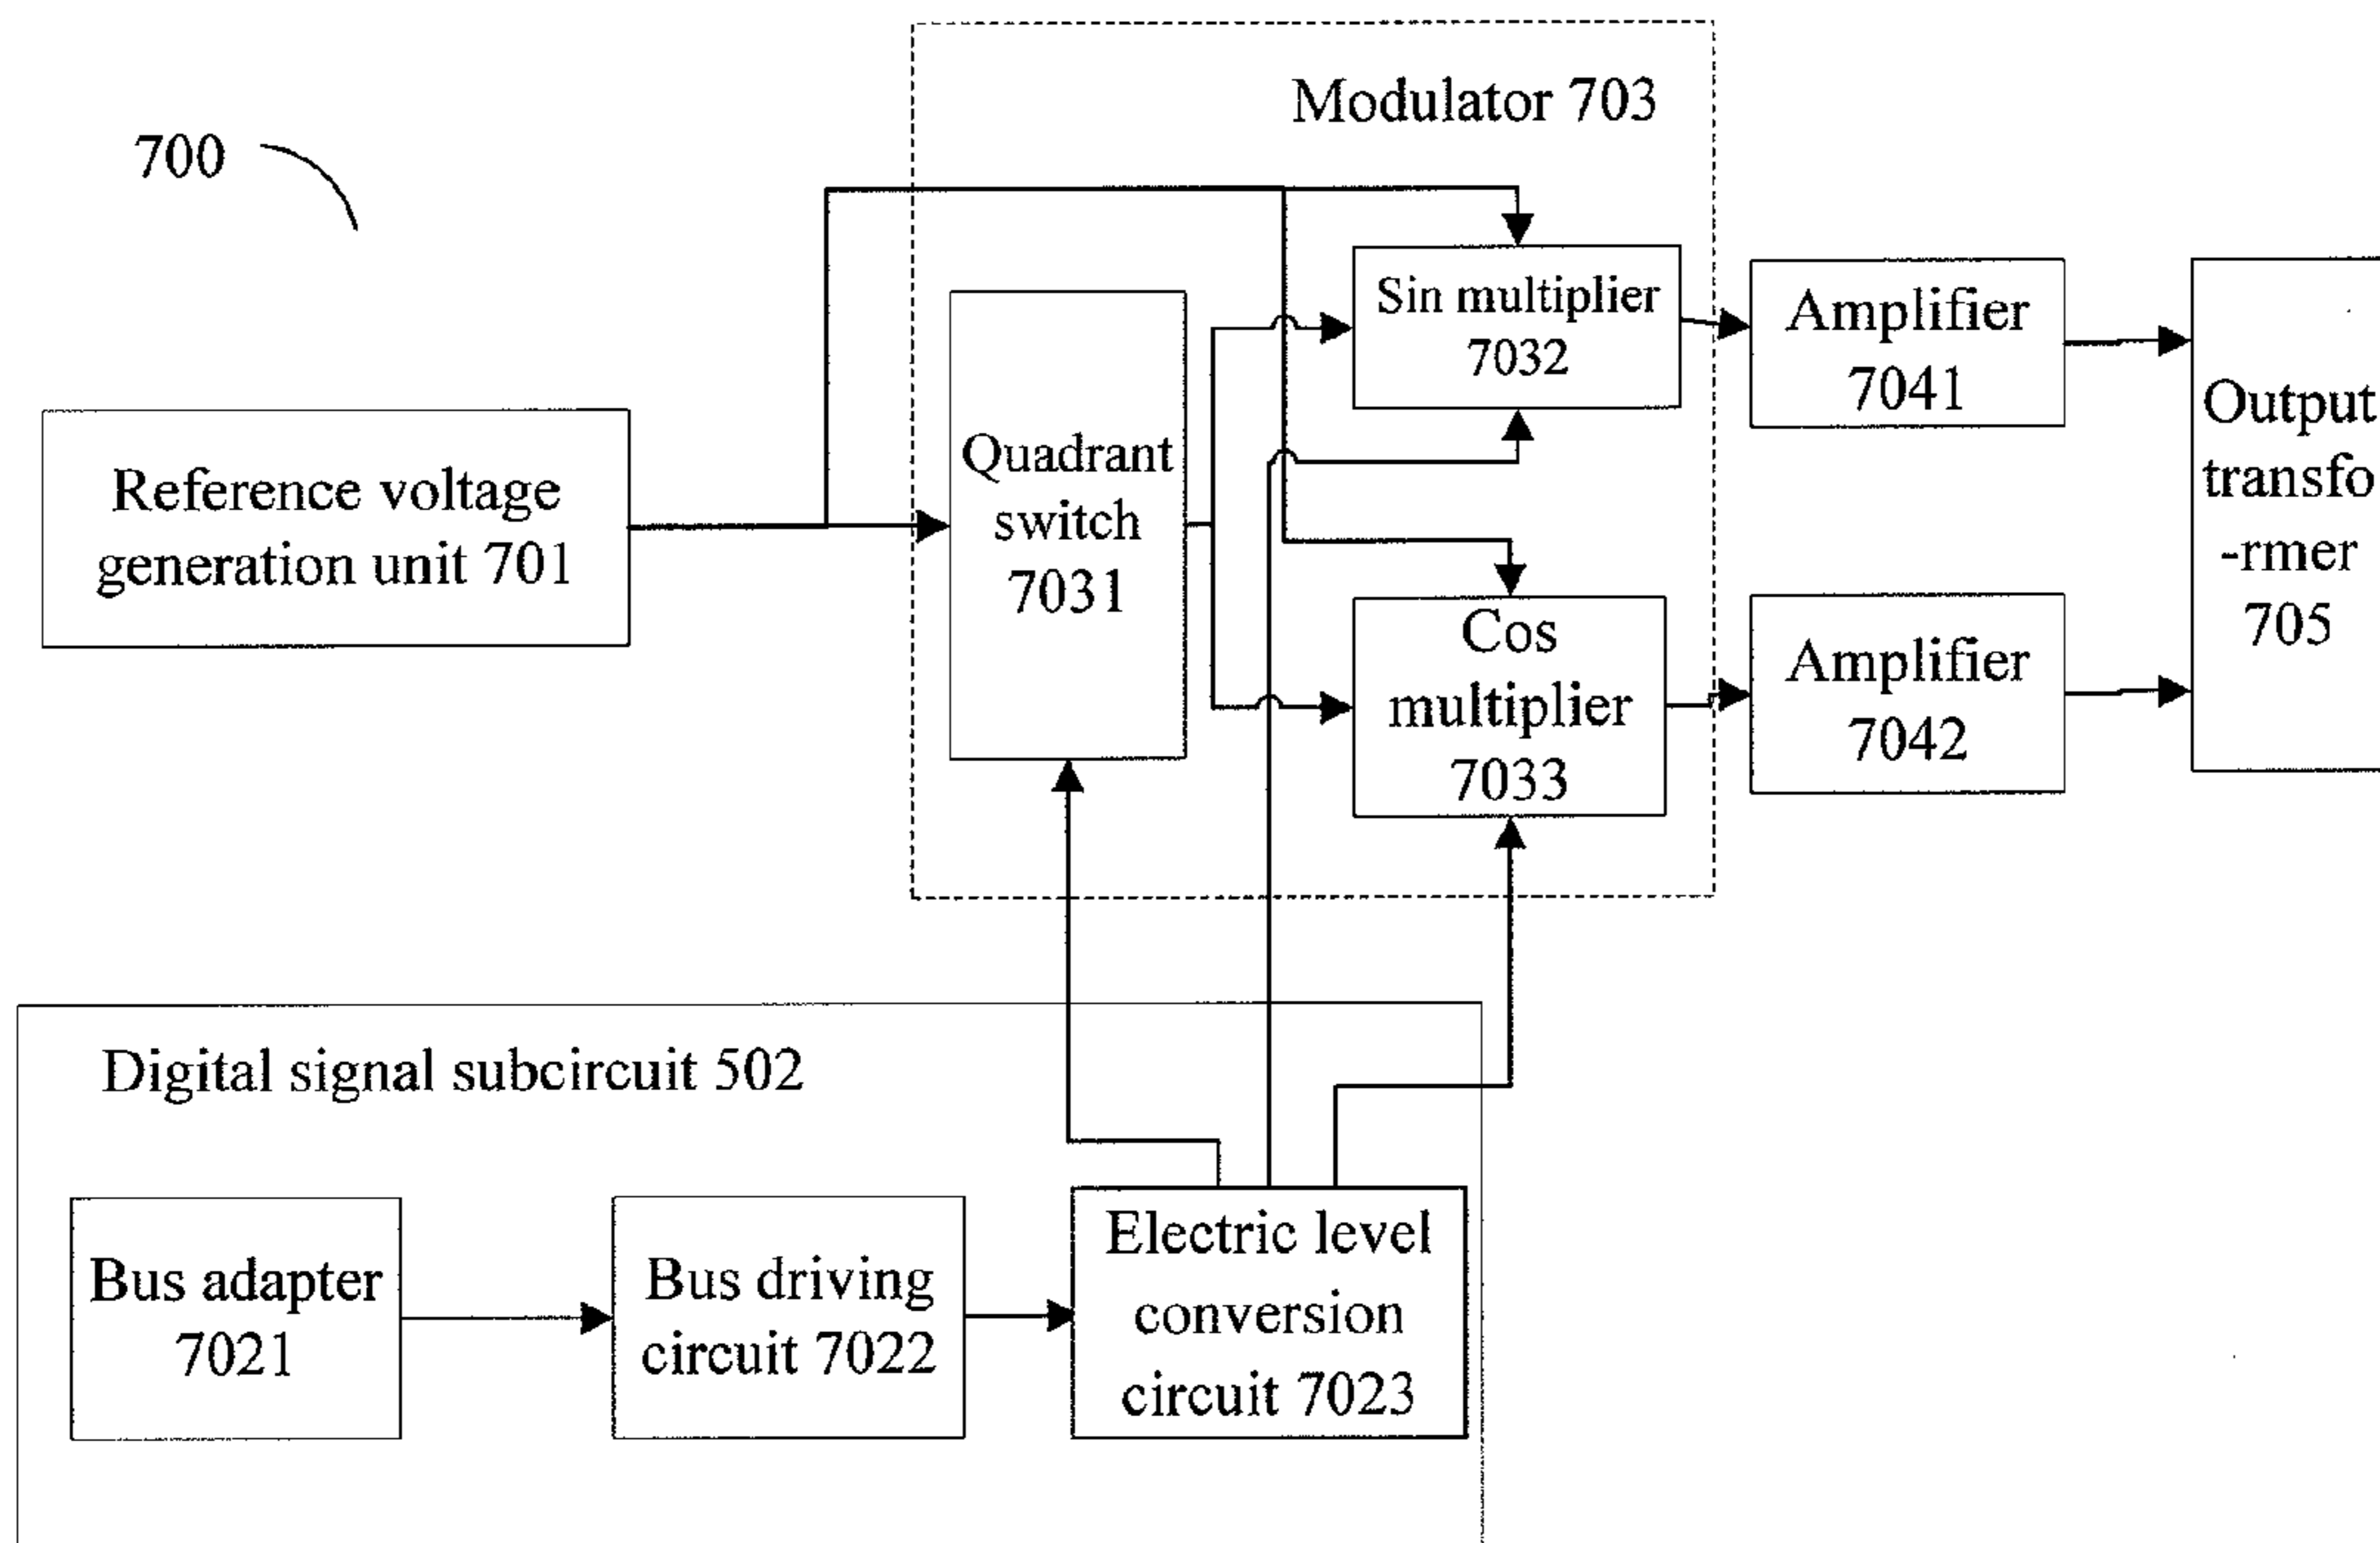 700
Modulator 703
Reference voltage
generation unit 701
Quadrant
switch
7031
Sin multiplier
7032
Cos
multiplier
7033
Amplifier
7041
Amplifier
7042
Output
transfo
-rmer
705
Digital signal subcircuit 502
Bus adapter
7021
Bus driving
circuit 7022
Electric level
conversion
circuit 7023